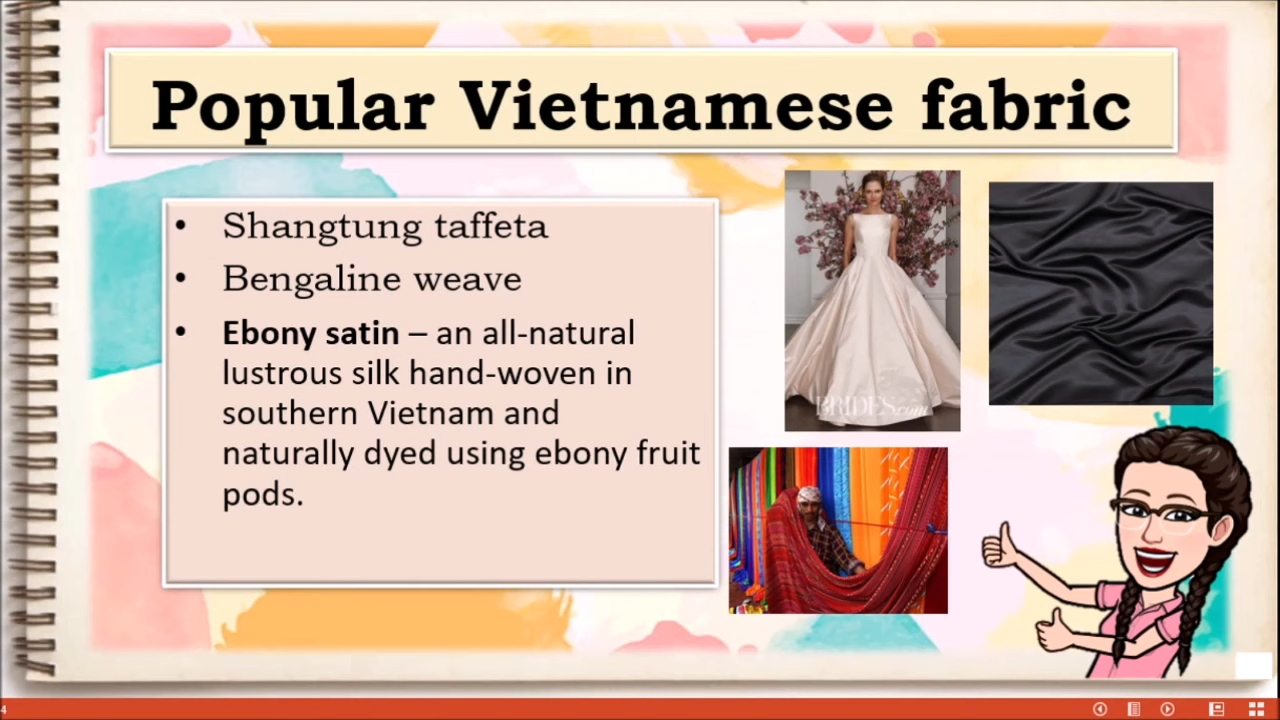 Popular Vietnamese fabric
• Shangtung taffeta
• Bengaline weave
• Ebony satin – an all-natural
lustrous silk hand-woven in
southern Vietnam and
naturally dyed using ebony fruit
pods.
BRIDES.com
4